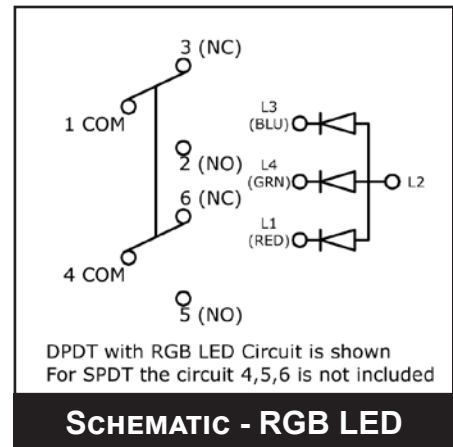 3 (NC)
1 COM
2 (NO)
6 (NC)
4 COM
5 (NO)
L3
(BLU)
L4
(GRN)
L2
L1
(RED)
DPDT with RGB LED Circuit is shown
For SPDT the circuit 4,5,6 is not included
SCHEMATIC - RGB LED